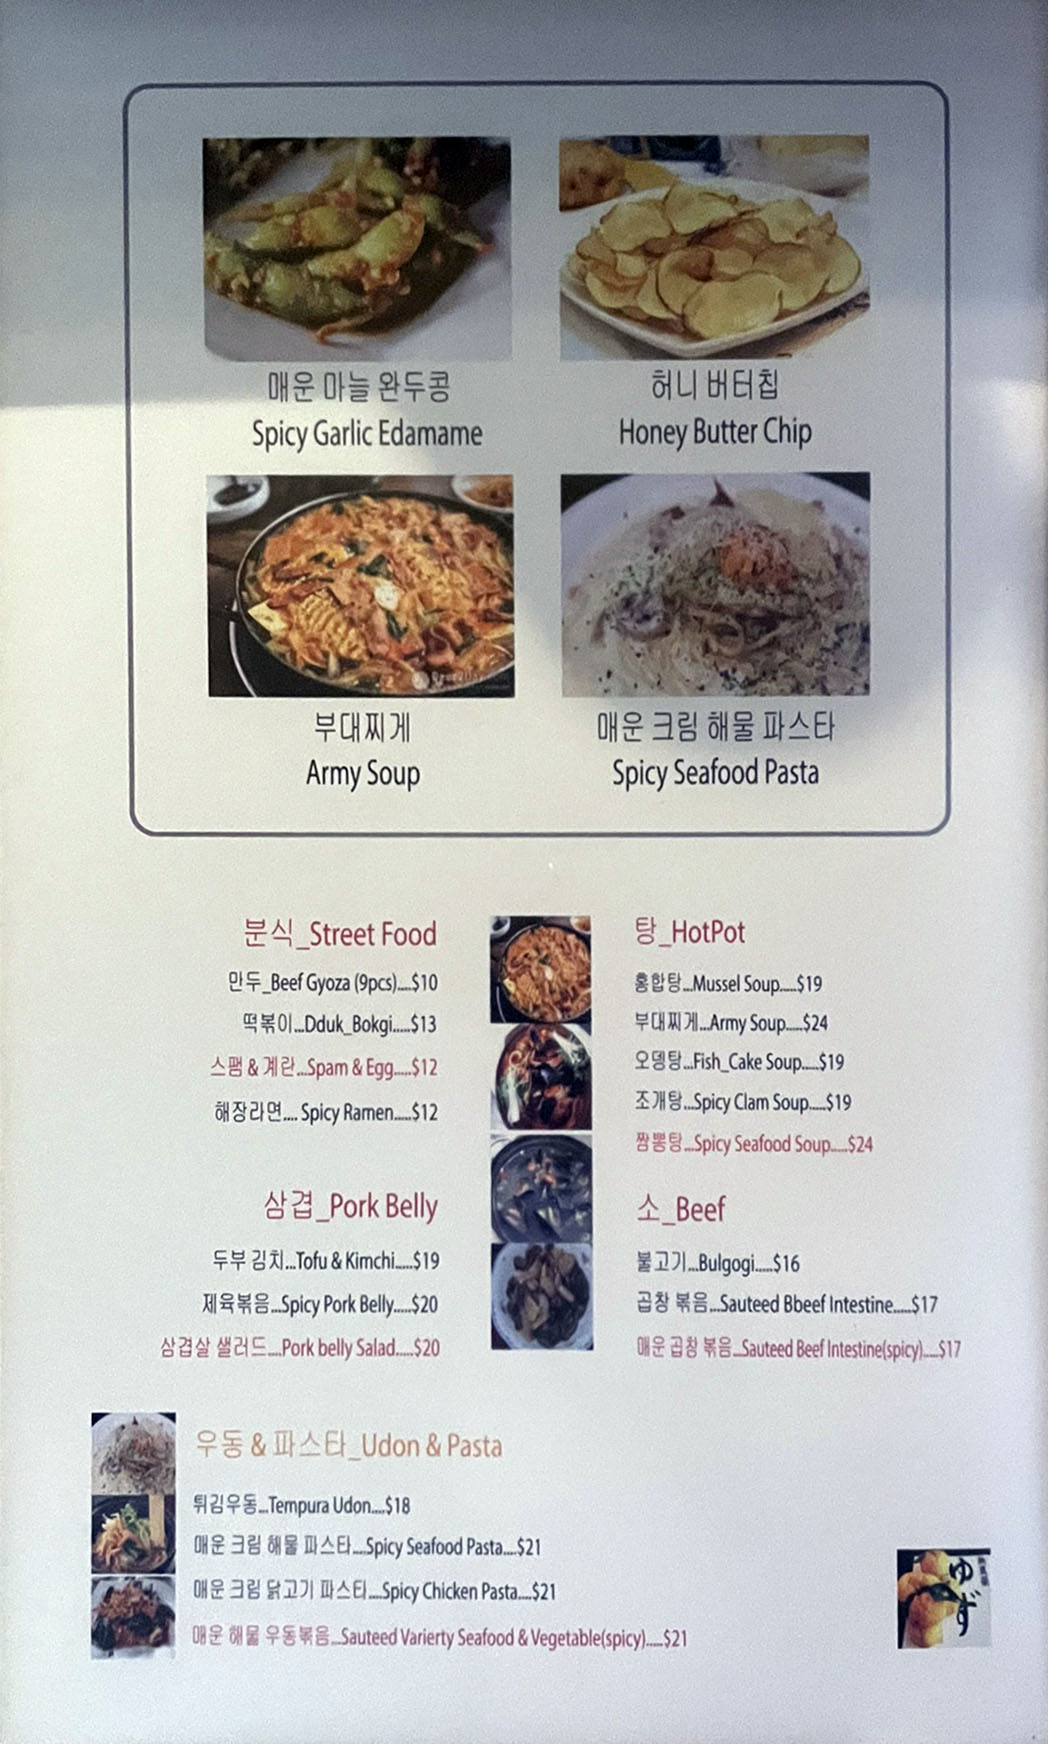 매운 마늘 완두콩
Spicy Garlic Edamame
허니 버터칩
Honey Butter Chip
부대찌게
Army Soup
매운 크림 해물 파스타
Spicy Seafood Pasta
분식_Street Food
만두_Beef Gyoza (9pcs)....$10
떡볶이...Dduk_Bokgi.....$13
스팸 & 계란...Spam & Egg.....$12
해장라면.... Spicy Ramen.....$12
탕_HotPot
홍합탕...Mussel Soup.....$19
부대찌게...Army Soup.....$24
오뎅탕...Fish_Cake Soup.....$19
조개탕...Spicy Clam Soup.....$19
짬뽕탕...Spicy Seafood Soup.....$24
삼겹_Pork Belly
두부 김치...Tofu & Kimchi.....$19
제육볶음...Spicy Pork Belly.....$20
삼겹살 샐러드....Pork belly Salad.....$20
소_Beef
불고기...Bulgogi.....$16
곱창 볶음...Sauteed Bbeef Intestine.....$17
매운 곱창 볶음...Sauteed Beef Intestine(spicy).....$17
우동 & 파스타_Udon & Pasta
튀김우동...Tempura Udon....$18
매운 크림 해물 파스타....Spicy Seafood Pasta....$21
매운 크림 닭고기 파스타....Spicy Chicken Pasta....$21
매운 해물 우동볶음...Sauteed Varierty Seafood & Vegetable(spicy).....$21
ゆず